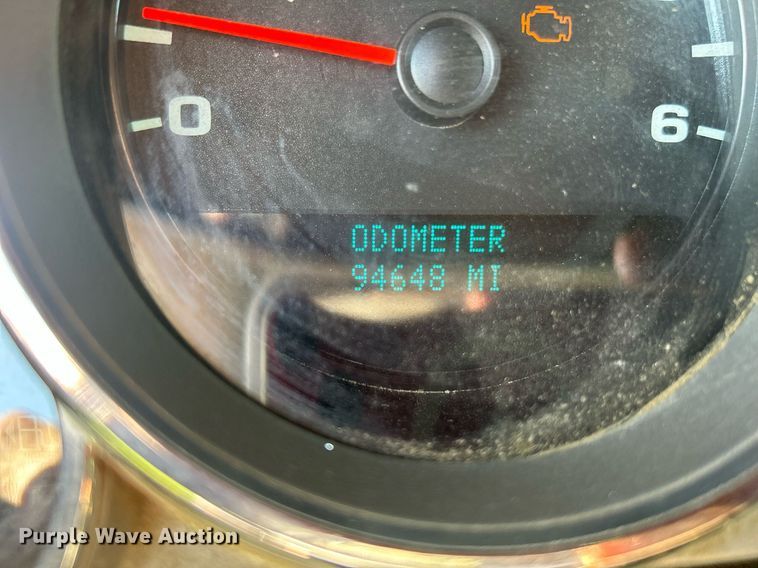 0
6
ODOMETER
94648 MI
Purple Wave Auction